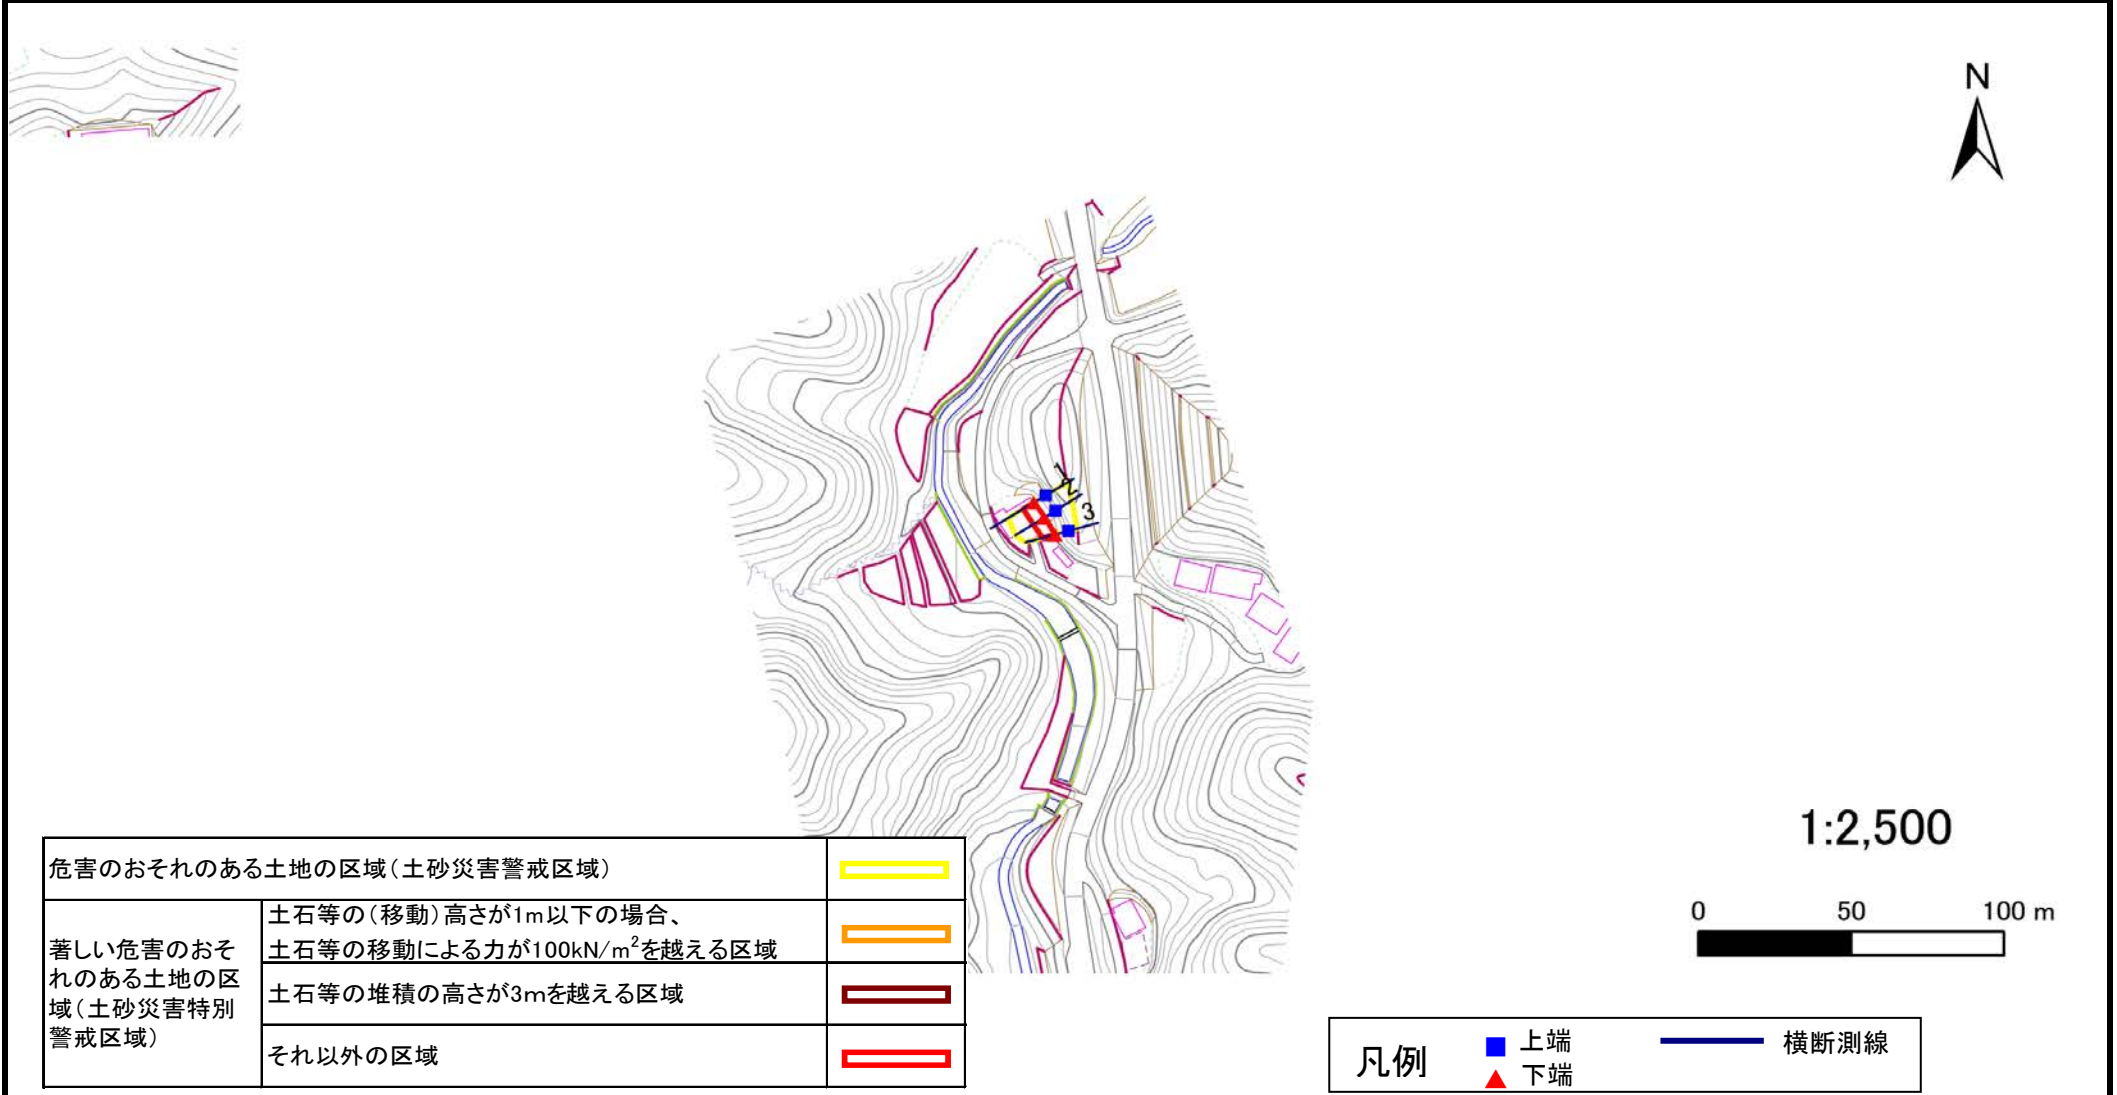 N
1
2
3
1:2,500
0 50 100 m
危害のおそれのある土地の区域(土砂災害警戒区域)
著しい危害のおそ
れのある土地の区
域(土砂災害特別
警戒区域)
土石等の(移動)高さが1m以下の場合、
土石等の移動による力が100kN/m²を越える区域
土石等の堆積の高さが3mを越える区域
それ以外の区域
凡例
上端
下端
横断測線